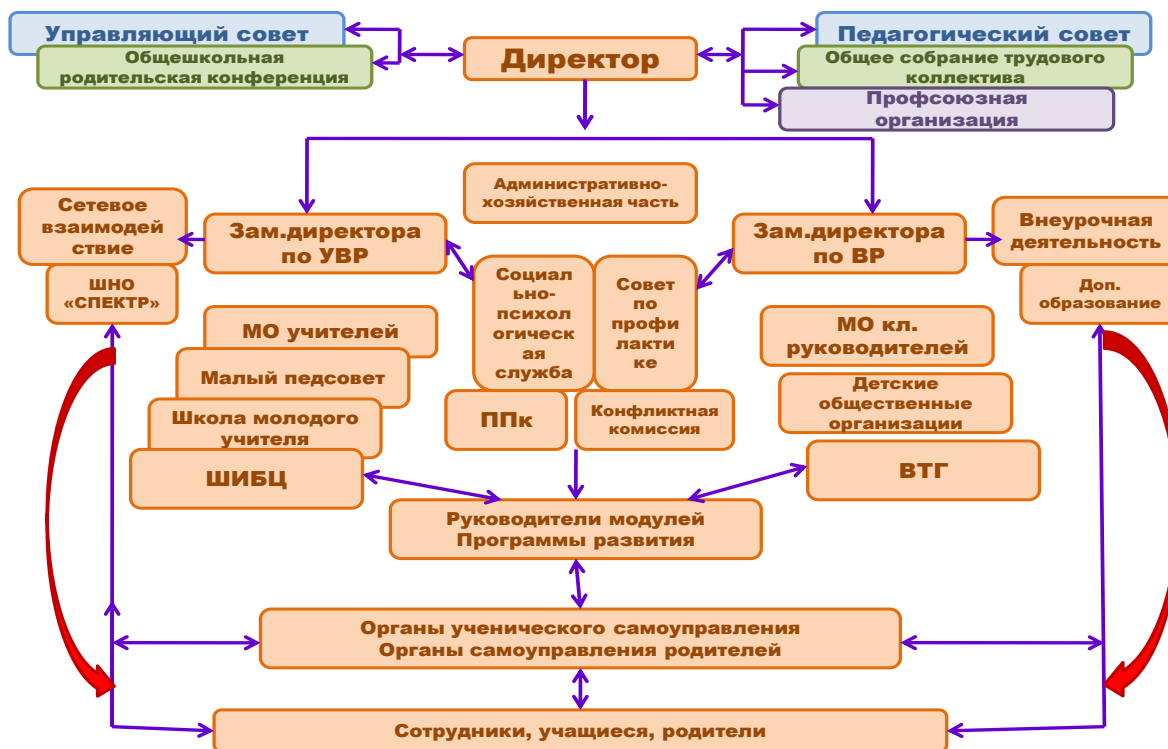 Управляющий совет
Общешкольная
родительская конференция
Директор
Педагогический совет
Общее собрание трудового
коллектива
Профсоюзная
организация
Административно-
хозяйственная часть
Сетевое
взаимодей
ствие
ШНО
«СПЕКТР»
Зам.директора
по УВР
Зам.директора
по ВР
Внеурочная
деятельность
Доп.
образование
Социал
ьно-
психол
огическ
ая
служба
Совет
по
профи
лакти
ке
МО учителей
Малый педсовет
Школа молодого
учителя
ШИБЦ
ППк
Конфликтная
комиссия
МО кл.
руководителей
Детские
общественные
организации
ВТГ
Руководители модулей
Программы развития
Органы ученического самоуправления
Органы самоуправления родителей
Сотрудники, учащиеся, родители